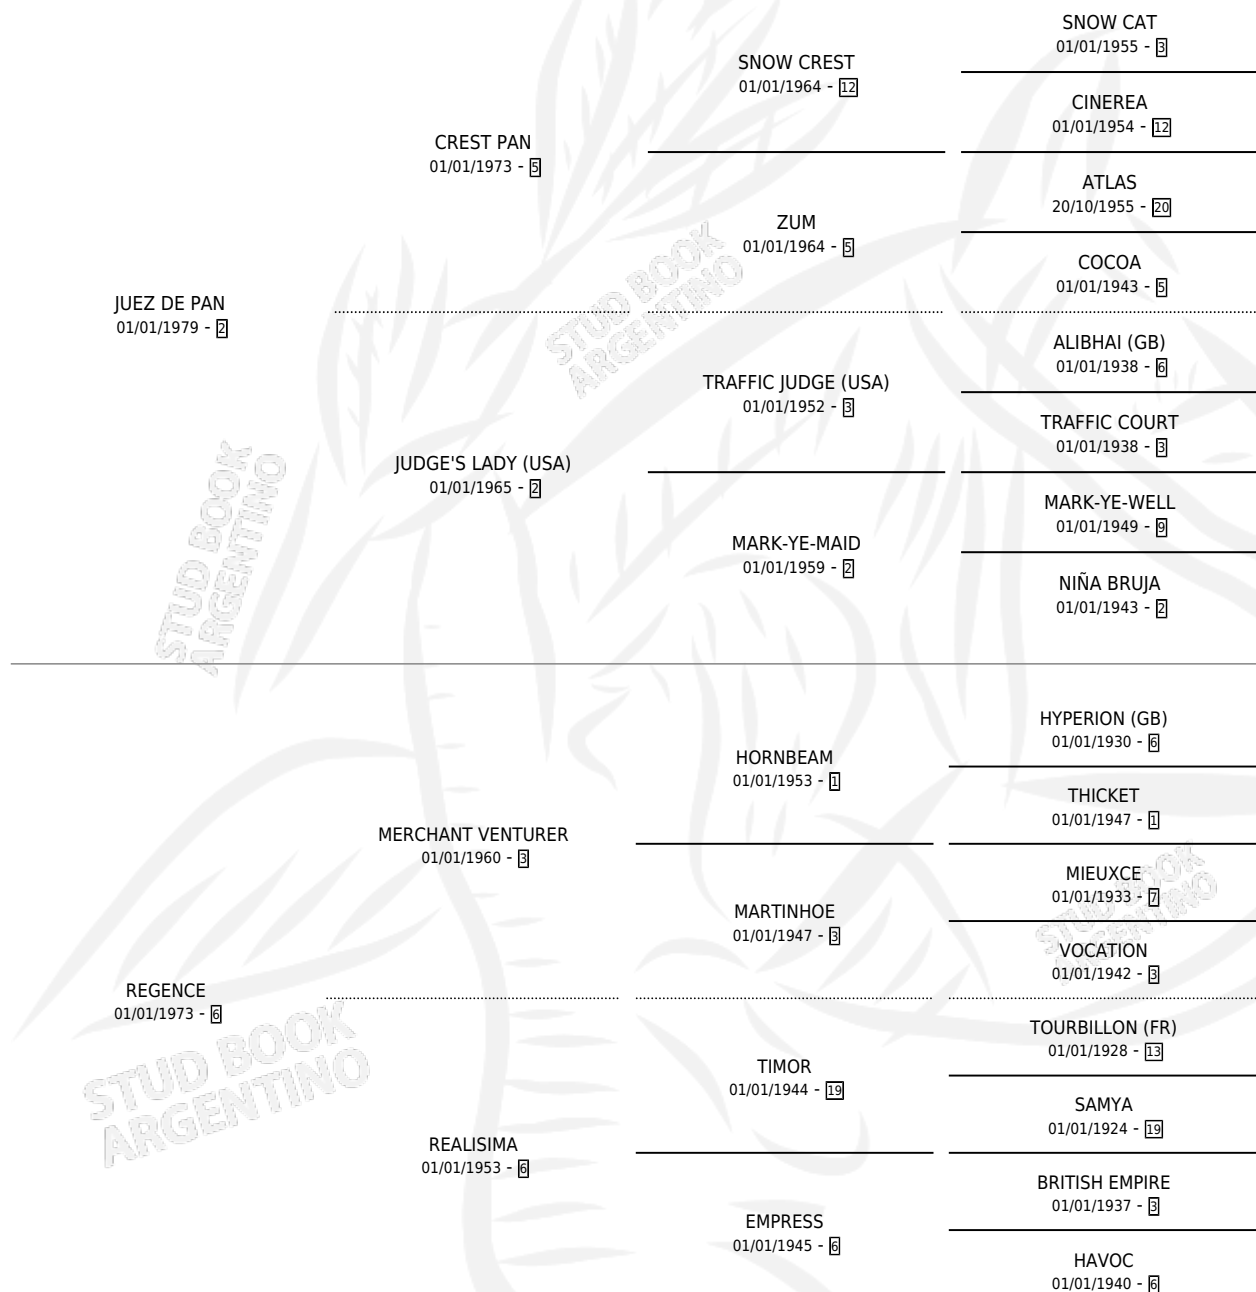 SNOW CAT
01/01/1955 - 3
SNOW CREST
01/01/1964 - 12
CINEREA
01/01/1954 - 12
CREST PAN
01/01/1973 - 5
ATLAS
20/10/1955 - 20
ZUM
01/01/1964 - 5
COCOA
01/01/1943 - 5
JUEZ DE PAN
01/01/1979 - 2
STUD BOOK
ARGENTINO
ALIBHAI (GB)
01/01/1938 - 6
TRAFFIC JUDGE (USA)
01/01/1952 - 3
TRAFFIC COURT
01/01/1938 - 3
JUDGE'S LADY (USA)
01/01/1965 - 2
MARK-YE-WELL
01/01/1949 - 9
MARK-YE-MAID
01/01/1959 - 2
NIÑA BRUJA
01/01/1943 - 2
STUD BOOK
ARGENTINO
HYPERION (GB)
01/01/1930 - 6
HORNBEAM
01/01/1953 - 1
THICKET
01/01/1947 - 1
MERCHANT VENTURER
01/01/1960 - 3
MIEUXCE
01/01/1933 - 7
MARTINHOE
01/01/1947 - 3
STUD BOOK
ARGENTINO
VOCATION
01/01/1942 - 3
REGENCE
01/01/1973 - 6
TOURBILLON (FR)
01/01/1928 - 13
TIMOR
01/01/1944 - 19
STUD BOOK
ARGENTINO
SAMYA
01/01/1924 - 19
REALISIMA
01/01/1953 - 6
BRITISH EMPIRE
01/01/1937 - 3
EMPRESS
01/01/1945 - 6
HAVOC
01/01/1940 - 6